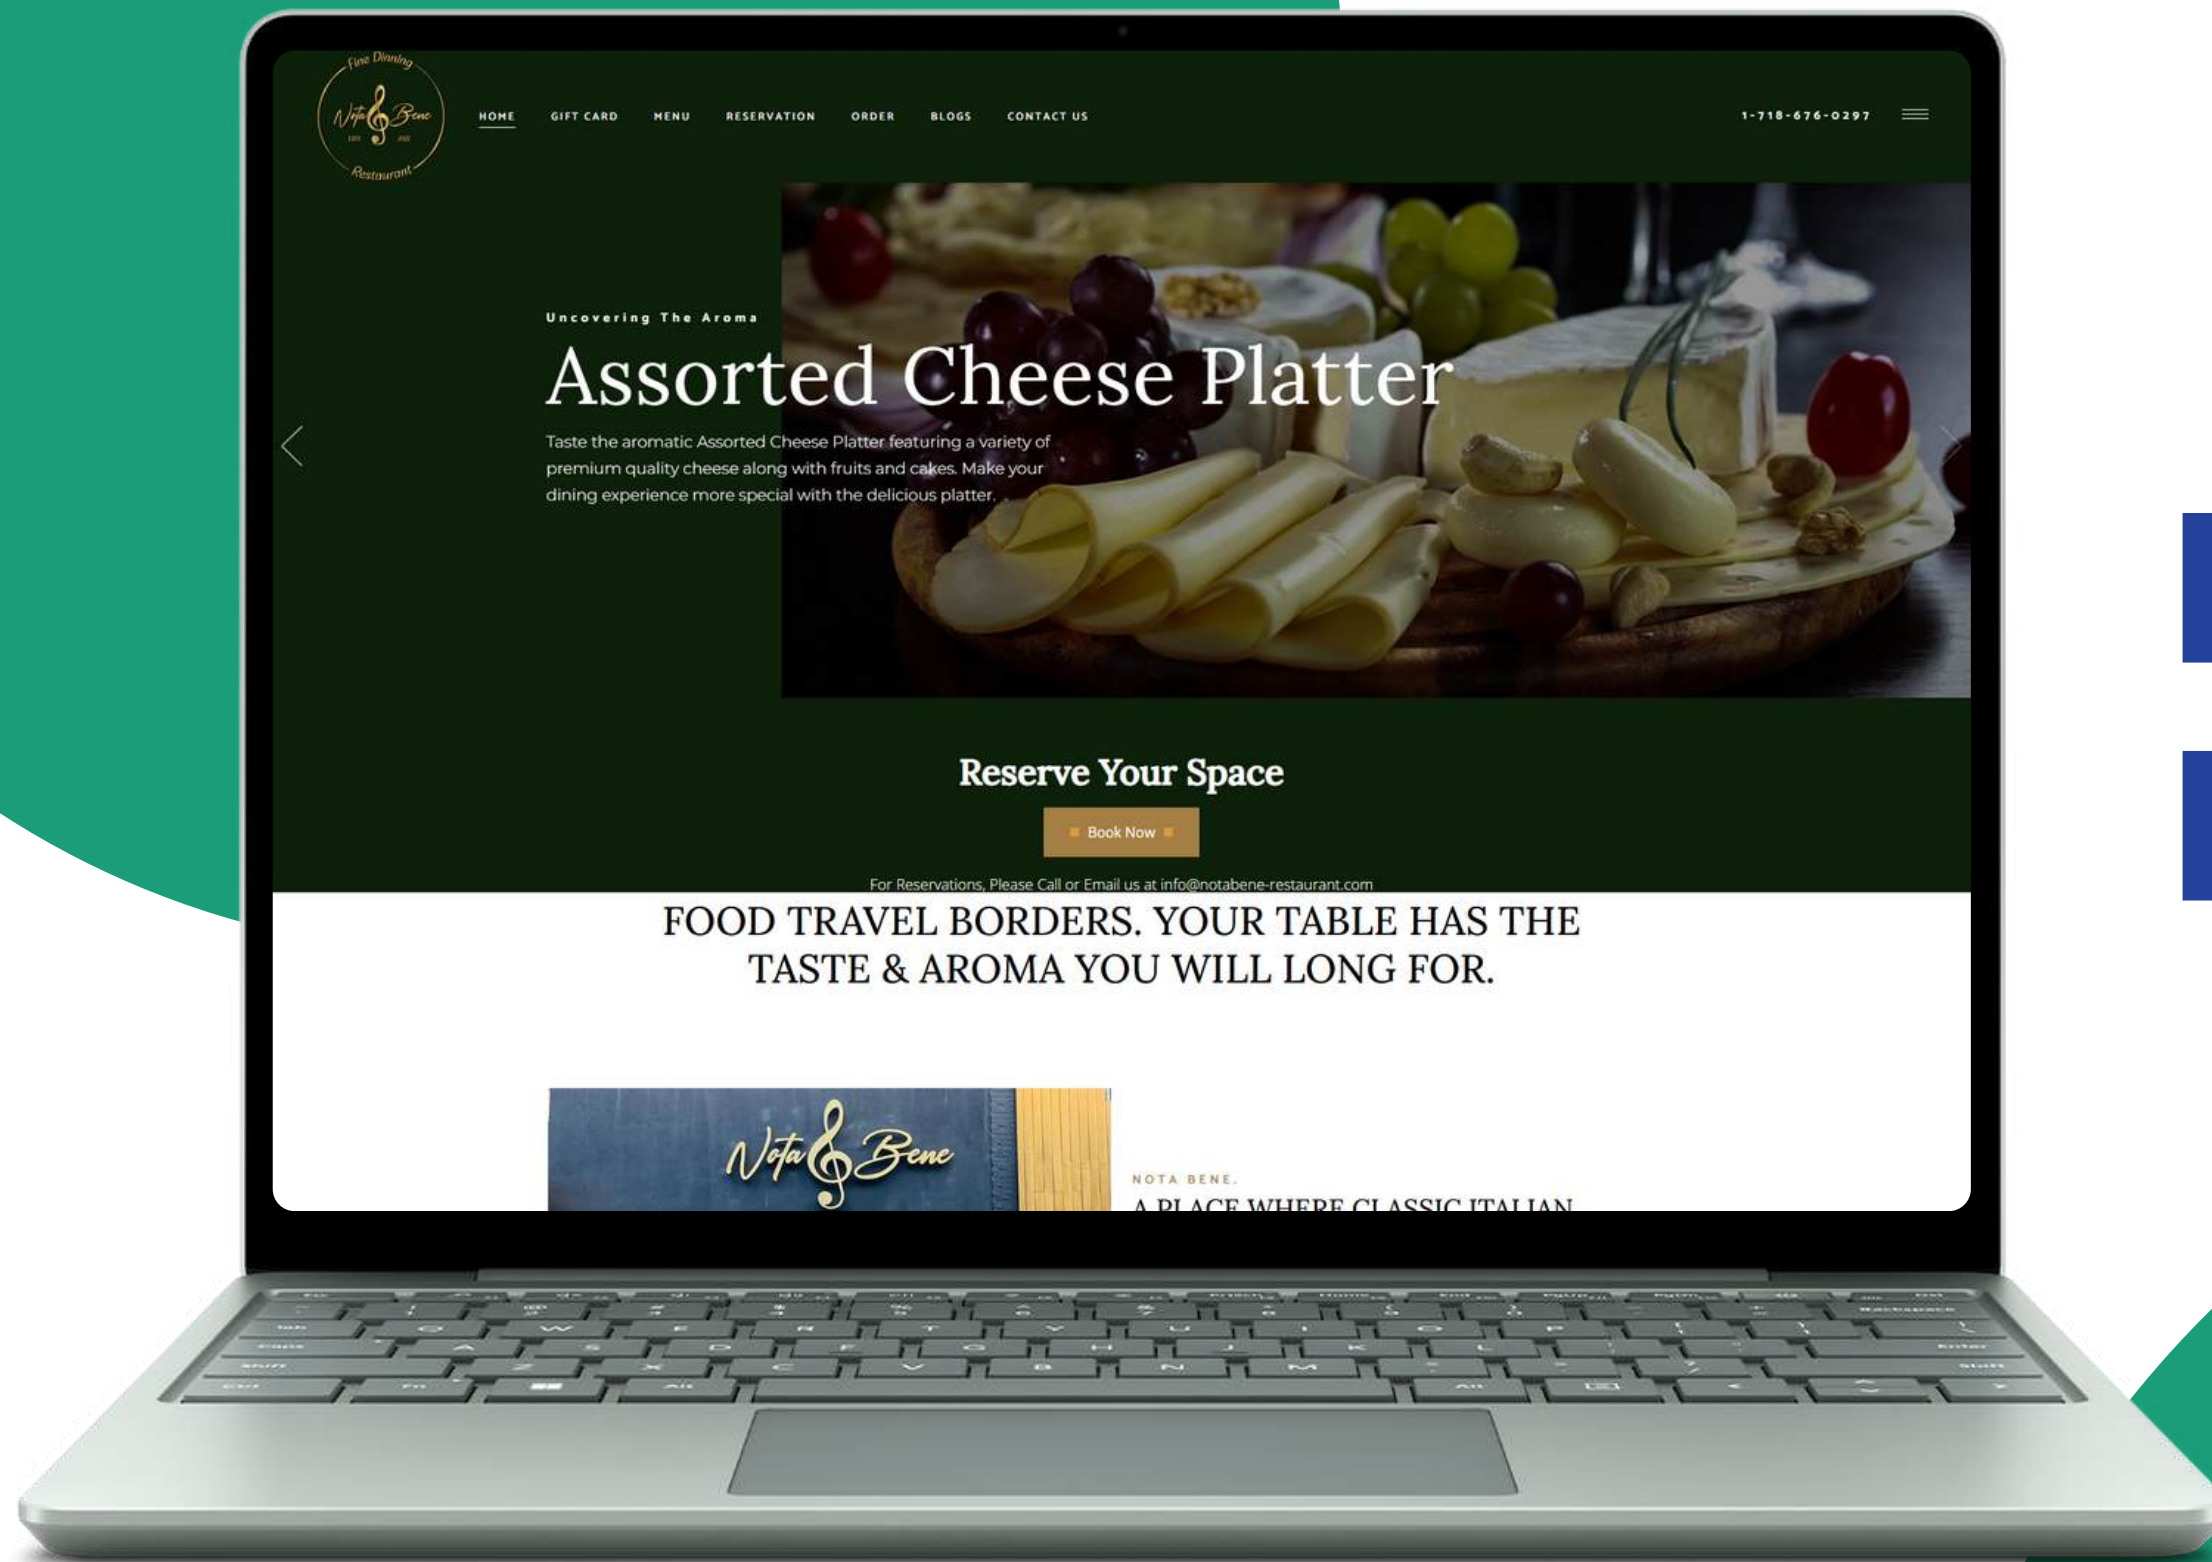 Fine Dinning
Nota Bene
Restaurant
HOME GIFT CARD MENU RESERVATION ORDER BLOGS CONTACT US
1-718-676-0297
Uncovering The Aroma
Assorted Cheese Platter
Taste the aromatic Assorted Cheese Platter featuring a variety of
premium quality cheese along with fruits and cakes. Make your
dining experience more special with the delicious platter.
Reserve Your Space
Book Now
For Reservations, Please Call or Email us at info@notabene-restaurant.com
FOOD TRAVEL BORDERS. YOUR TABLE HAS THE
TASTE & AROMA YOU WILL LONG FOR.
Nota Bene
NOTA BENE.
A PLACE WHERE CLASSIC ITALIAN